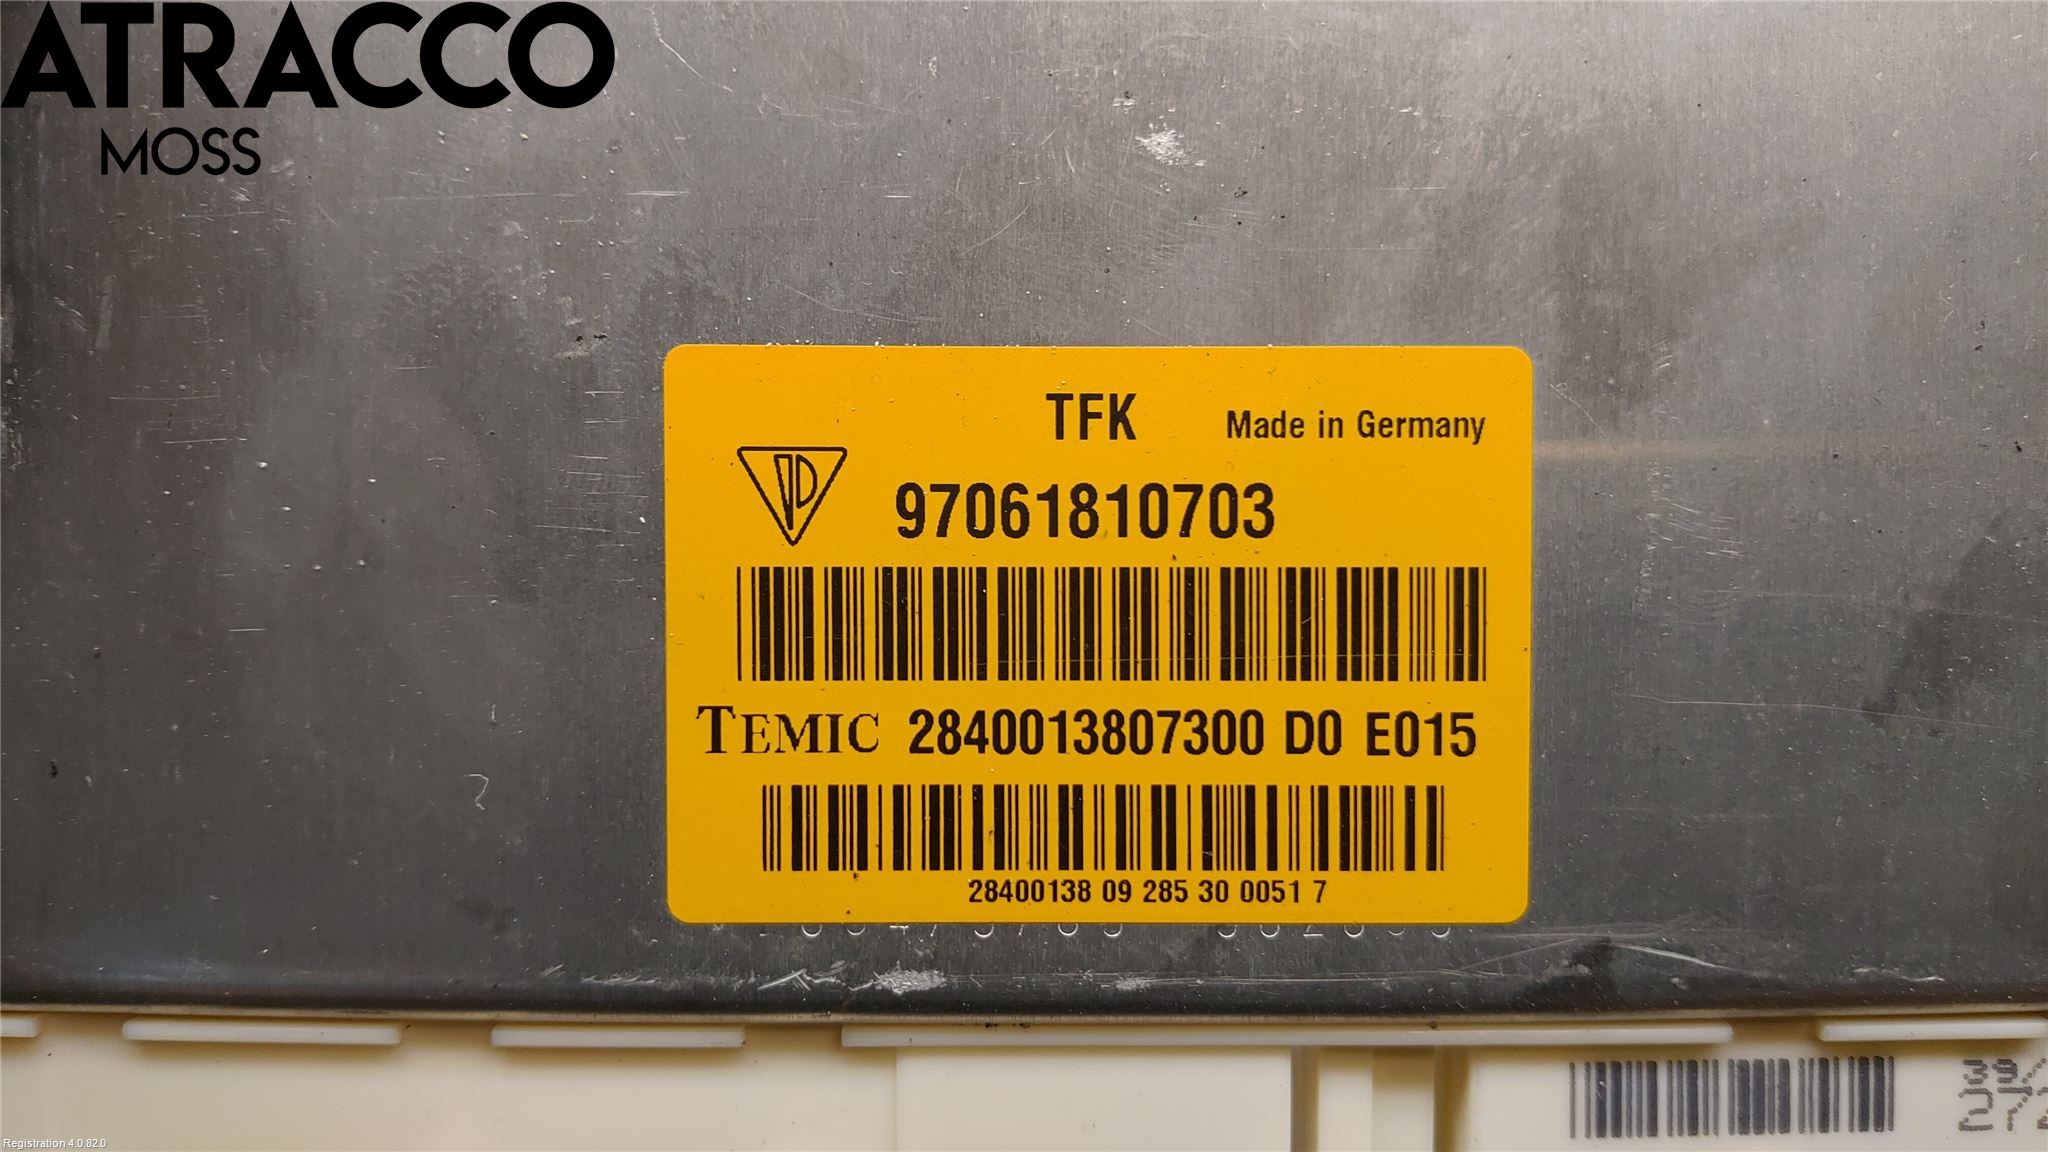 ATRACCO
MOSS
TFK
Made in Germany
97061810703
TEMIC 2840013807300 D0 E015
28400138 09 285 30 0051 7
Registration 4.0.82.0